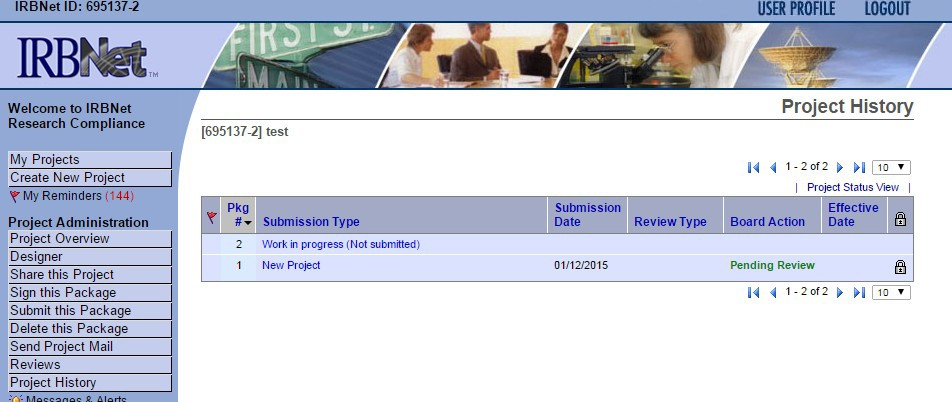 IRBNet ID: 695137-2
USER PROFILE LOGOUT
IRBNet TM
FIRST ST
MAIN
Welcome to IRBNet
Research Compliance
My Projects
Create New Project
My Reminders (144)
Project Administration
Project Overview
Designer
Share this Project
Sign this Package
Submit this Package
Delete this Package
Send Project Mail
Reviews
Project History
Messages & Alerts
Project History
[695137-2] test
1 - 2 of 2 10
| Project Status View |
Pkg # Submission Type Submission Date Review Type Board Action Effective Date
2 Work in progress (Not submitted)
1 New Project 01/12/2015 Pending Review
1 - 2 of 2 10